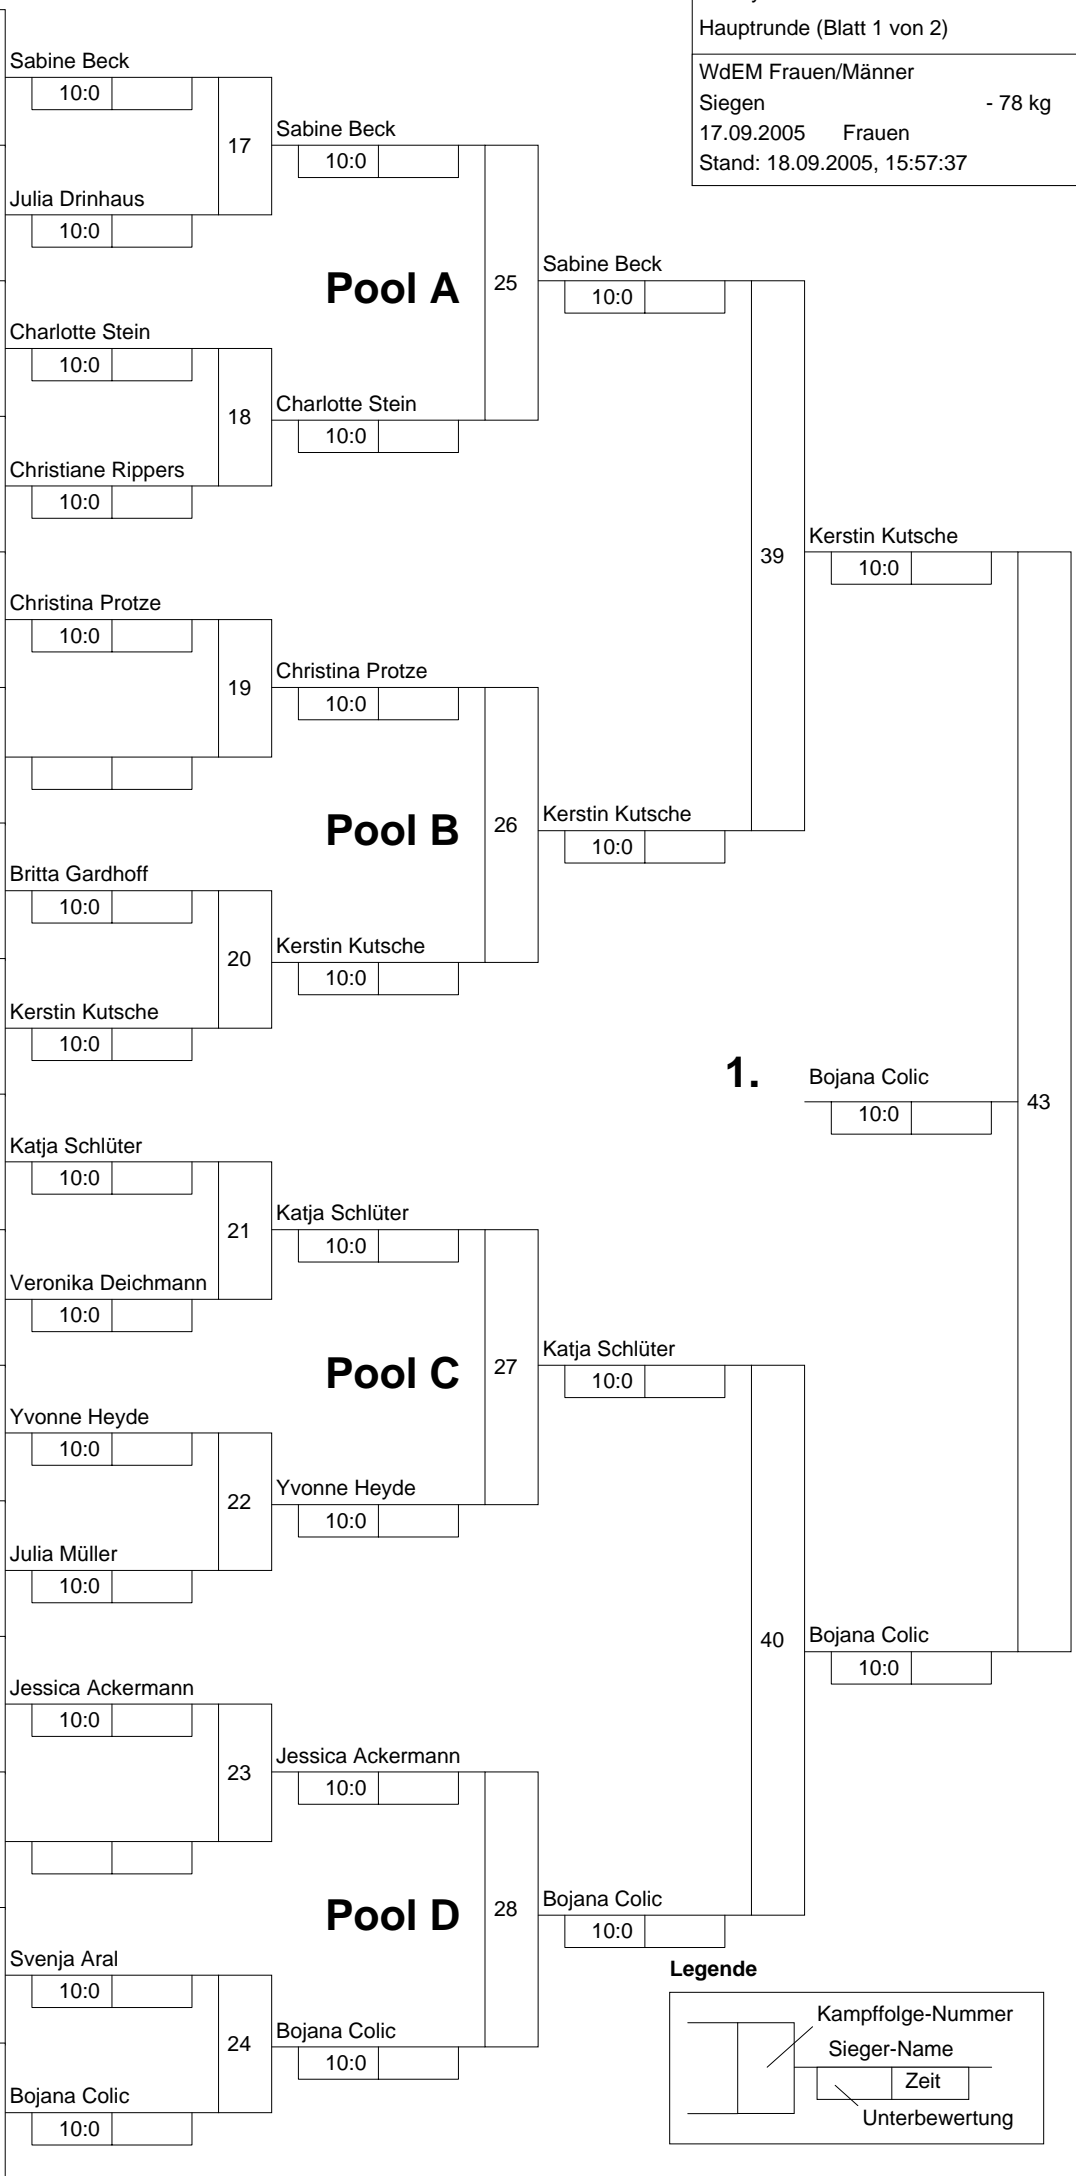 Hauptrunde (Blatt 1 von 2)
WdEM Frauen/Männer
Siegen - 78 kg
17.09.2005 Frauen
Stand: 18.09.2005, 15:57:37
Sabine Beck
10:0
17
Julia Drinhaus
10:0
Sabine Beck
10:0
Pool A
25
Sabine Beck
10:0
Charlotte Stein
10:0
18
Christiane Rippers
10:0
Charlotte Stein
10:0
39
Kerstin Kutsche
10:0
Christina Protze
10:0
19
Christina Protze
10:0
Pool B
26
Kerstin Kutsche
10:0
Britta Gardhoff
10:0
20
Kerstin Kutsche
10:0
Kerstin Kutsche
10:0
1.
Bojana Colic
10:0
43
Katja Schlüter
10:0
21
Veronika Deichmann
10:0
Katja Schlüter
10:0
Pool C
27
Katja Schlüter
10:0
Yvonne Heyde
10:0
22
Julia Müller
10:0
Yvonne Heyde
10:0
40
Bojana Colic
10:0
Jessica Ackermann
10:0
23
Jessica Ackermann
10:0
Pool D
28
Bojana Colic
10:0
Svenja Aral
10:0
24
Bojana Colic
10:0
Bojana Colic
10:0
Legende
Kampffolge-Nummer
Sieger-Name
Zeit
Unterbewertung